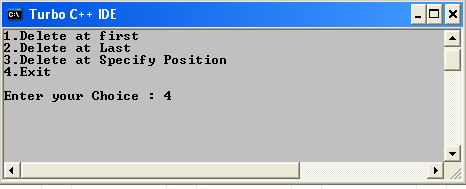 Turbo C++ IDE
1.Delete at first
2.Delete at Last
3.Delete at Specify Position
4.Exit
Enter your Choice : 4